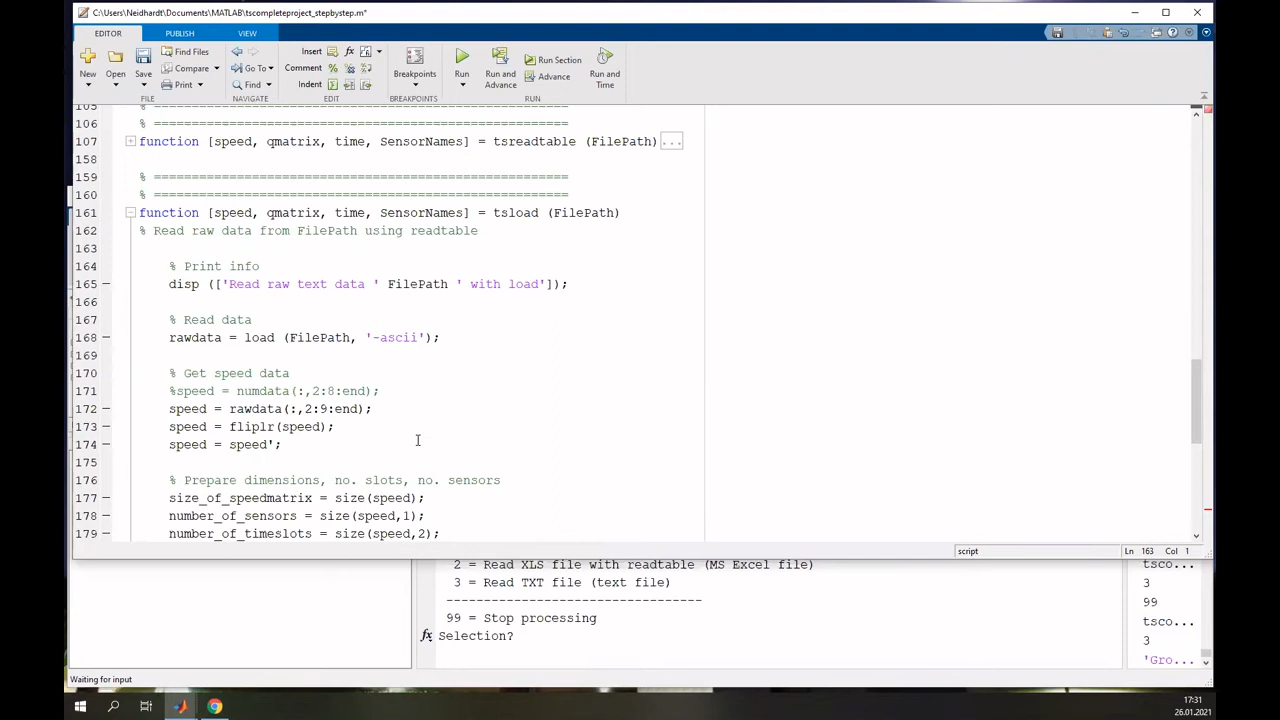 C:\Users\Neidhardt\Documents\MATLAB\tscompleteproject_stepbystep.m*
EDITOR PUBLISH VIEW
New Open Save Find Files Compare Print Go To Find Insert fx Comment % Indent Breakpoints Run Run and Advance Run Section Advance Run and Time
FILE NAVIGATE EDIT BREAKPOINTS RUN
105 % =======================================================
106 % =======================================================
107 function [speed, qmatrix, time, SensorNames] = tsreadtable (FilePath)...
158
159 % =======================================================
160 % =======================================================
161 function [speed, qmatrix, time, SensorNames] = tsload (FilePath)
162 % Read raw data from FilePath using readtable
163
164 % Print info
165 disp (['Read raw text data ' FilePath ' with load']);
166
167 % Read data
168 rawdata = load (FilePath, '-ascii');
169
170 % Get speed data
171 %speed = numdata(:,2:8:end);
172 speed = rawdata(:,2:9:end);
173 speed = fliplr(speed);
174 speed = speed';
175
176 % Prepare dimensions, no. slots, no. sensors
177 size_of_speedmatrix = size(speed);
178 number_of_sensors = size(speed,1);
179 number_of_timeslots = size(speed,2);
script Ln 163 Col 1
2 = Read XLS file with readtable (MS Excel file)
3 = Read TXT file (text file)
---------------------------------
99 = Stop processing
fx Selection?
tsco...
3
99
tsco...
3
'Gro...
Waiting for input
17:31
26.01.2021